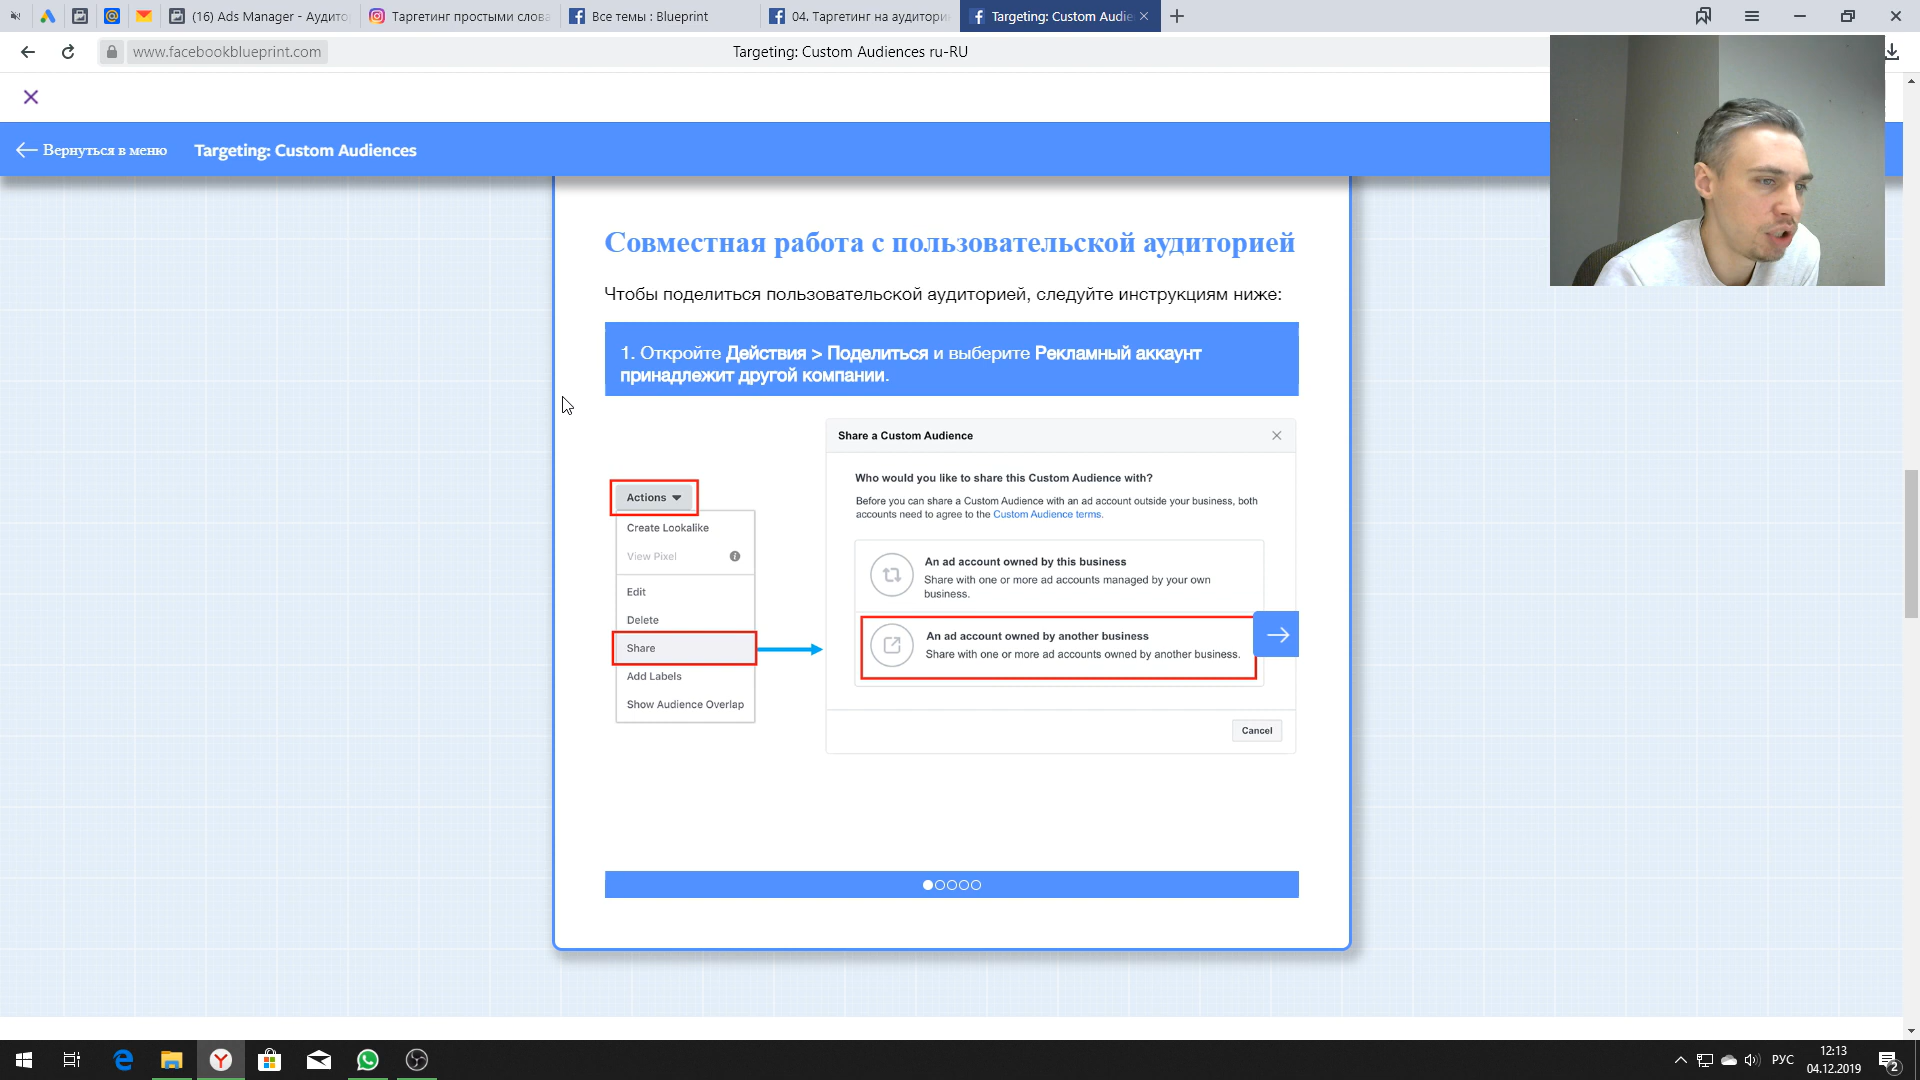 (16) Ads Manager - Аудито
Таргетинг простыми слова
Все темы : Blueprint
04. Таргетинг на аудитори
Targeting: Custom Audie
www.facebookblueprint.com
Targeting: Custom Audiences ru-RU
Вернуться в меню
Targeting: Custom Audiences
Совместная работа с пользовательской аудиторией
Чтобы поделиться пользовательской аудиторией, следуйте инструкциям ниже:
1. Откройте Действия > Поделиться и выберите Рекламный аккаунт
принадлежит другой компании.
Actions
Create Lookalike
View Pixel
Edit
Delete
Share
Add Labels
Show Audience Overlap
Share a Custom Audience
Who would you like to share this Custom Audience with?
Before you can share a Custom Audience with an ad account outside your business, both
accounts need to agree to the Custom Audience terms.
An ad account owned by this business
Share with one or more ad accounts managed by your own
business.
An ad account owned by another business
Share with one or more ad accounts owned by another business.
Cancel
РУС
12:13
04.12.2019
2